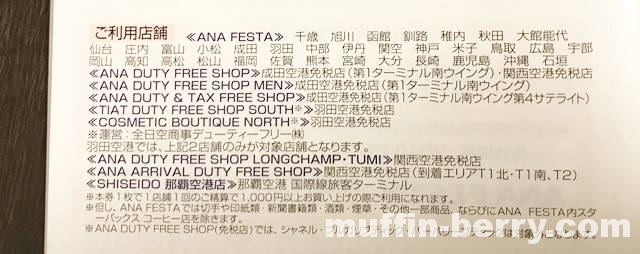 ご利用店舗 ≪ANA FESTA≫ 千歳 旭川 函館 釧路 稚内 秋田 大館能代
仙台 庄内 富山 小松 成田 羽田 中部 伊丹 関空 神戸 米子 鳥取 広島 宇部
岡山 高知 高松 松山 福岡 佐賀 熊本 宮崎 大分 長崎 鹿児島 沖縄 石垣
≪ANA DUTY FREE SHOP≫成田空港免税店(第1ターミナル南ウイング)・関西空港免税店
≪ANA DUTY FREE SHOP MEN≫成田空港免税店(第1ターミナル南ウイング)
≪ANA DUTY & TAX FREE SHOP≫成田空港免税店(第1ターミナル南ウイング第4サテライト)
≪TIAT DUTY FREE SHOP SOUTH※≫羽田空港免税店
≪COSMETIC BOUTIQUE NORTH※≫羽田空港免税店
※運営:全日空商事デューティーフリー㈱
羽田空港では、上記2店舗のみが対象店舗となります。
≪ANA DUTY FREE SHOP LONGCHAMP・TUMI≫関西空港免税店
≪ANA ARRIVAL DUTY FREE SHOP≫関西空港免税店(到着エリアT1北・T1南、T2)
≪SHISEIDO 那覇空港店≫那覇空港 国際線旅客ターミナル
※本券1枚で1店舗1回のご精算で1,000円以上お買い上げの際ご利用になれます。
※但し、ANA FESTAでは切手や印紙類・新聞書籍類・酒類・煙草・その他一部商品、ならびにANA FESTA内スターバックス コーヒー店を除きます。
※ANA DUTY FREE SHOP(免税店)では、シャネル・ブルガリ
muffin-berry.com